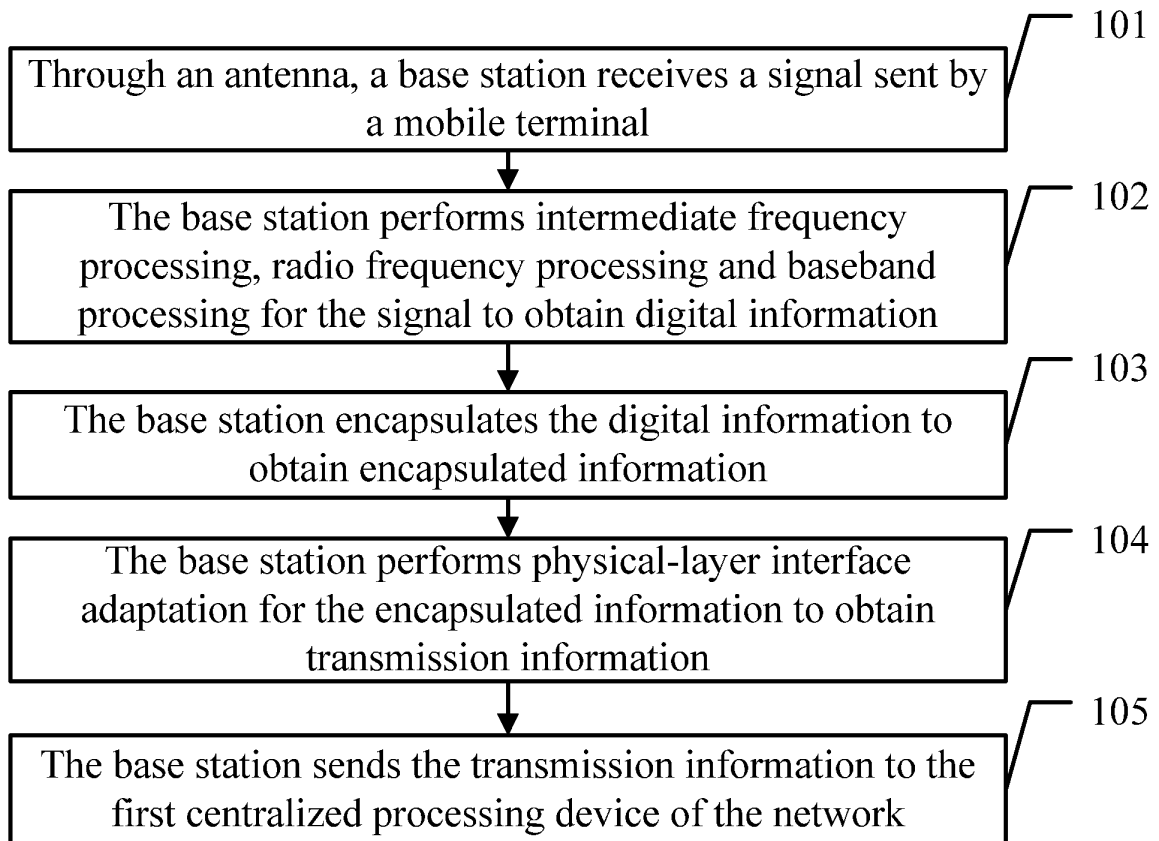 101
Through an antenna, a base station receives a signal sent by
a mobile terminal
102
The base station performs intermediate frequency
processing, radio frequency processing and baseband
processing for the signal to obtain digital information
103
The base station encapsulates the digital information to
obtain encapsulated information
104
The base station performs physical-layer interface
adaptation for the encapsulated information to obtain
transmission information
105
The base station sends the transmission information to the
first centralized processing device of the network